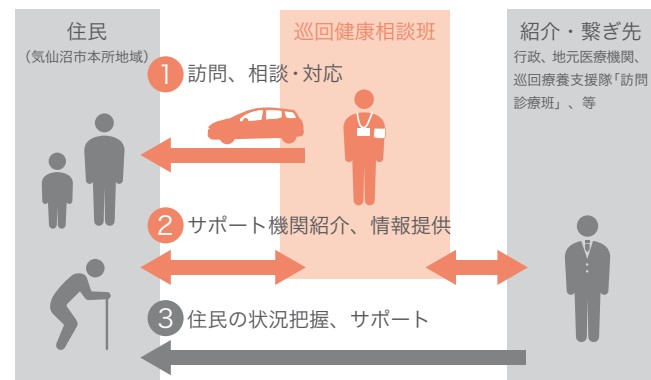 住民
（気仙沼市本所地域）
巡回健康相談班
紹介・繋ぎ先
行政、地元医療機関、
巡回療養支援隊「訪問
診療班」、等
1 訪問、相談・対応
2 サポート機関紹介、情報提供
3 住民の状況把握、サポート